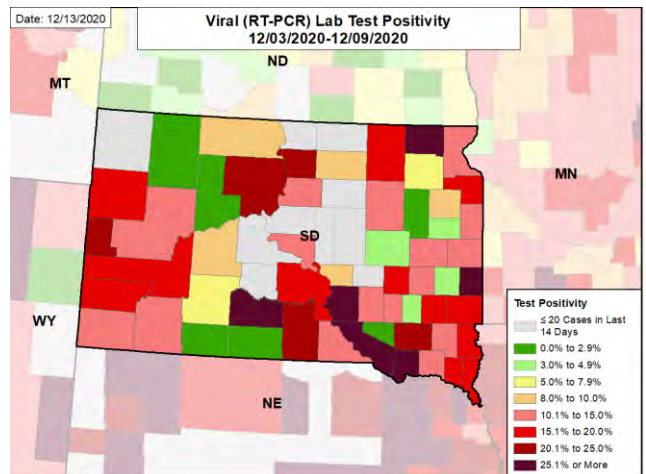 Date: 12/13/2020
Viral (RT-PCR) Lab Test Positivity
12/03/2020-12/09/2020
ND
MT
MN
SD
WY
NE
Test Positivity
≤ 20 Cases in Last
14 Days
0.0% to 2.9%
3.0% to 4.9%
5.0% to 7.9%
8.0% to 10.0%
10.1% to 15.0%
15.1% to 20.0%
20.1% to 25.0%
25.1% or More